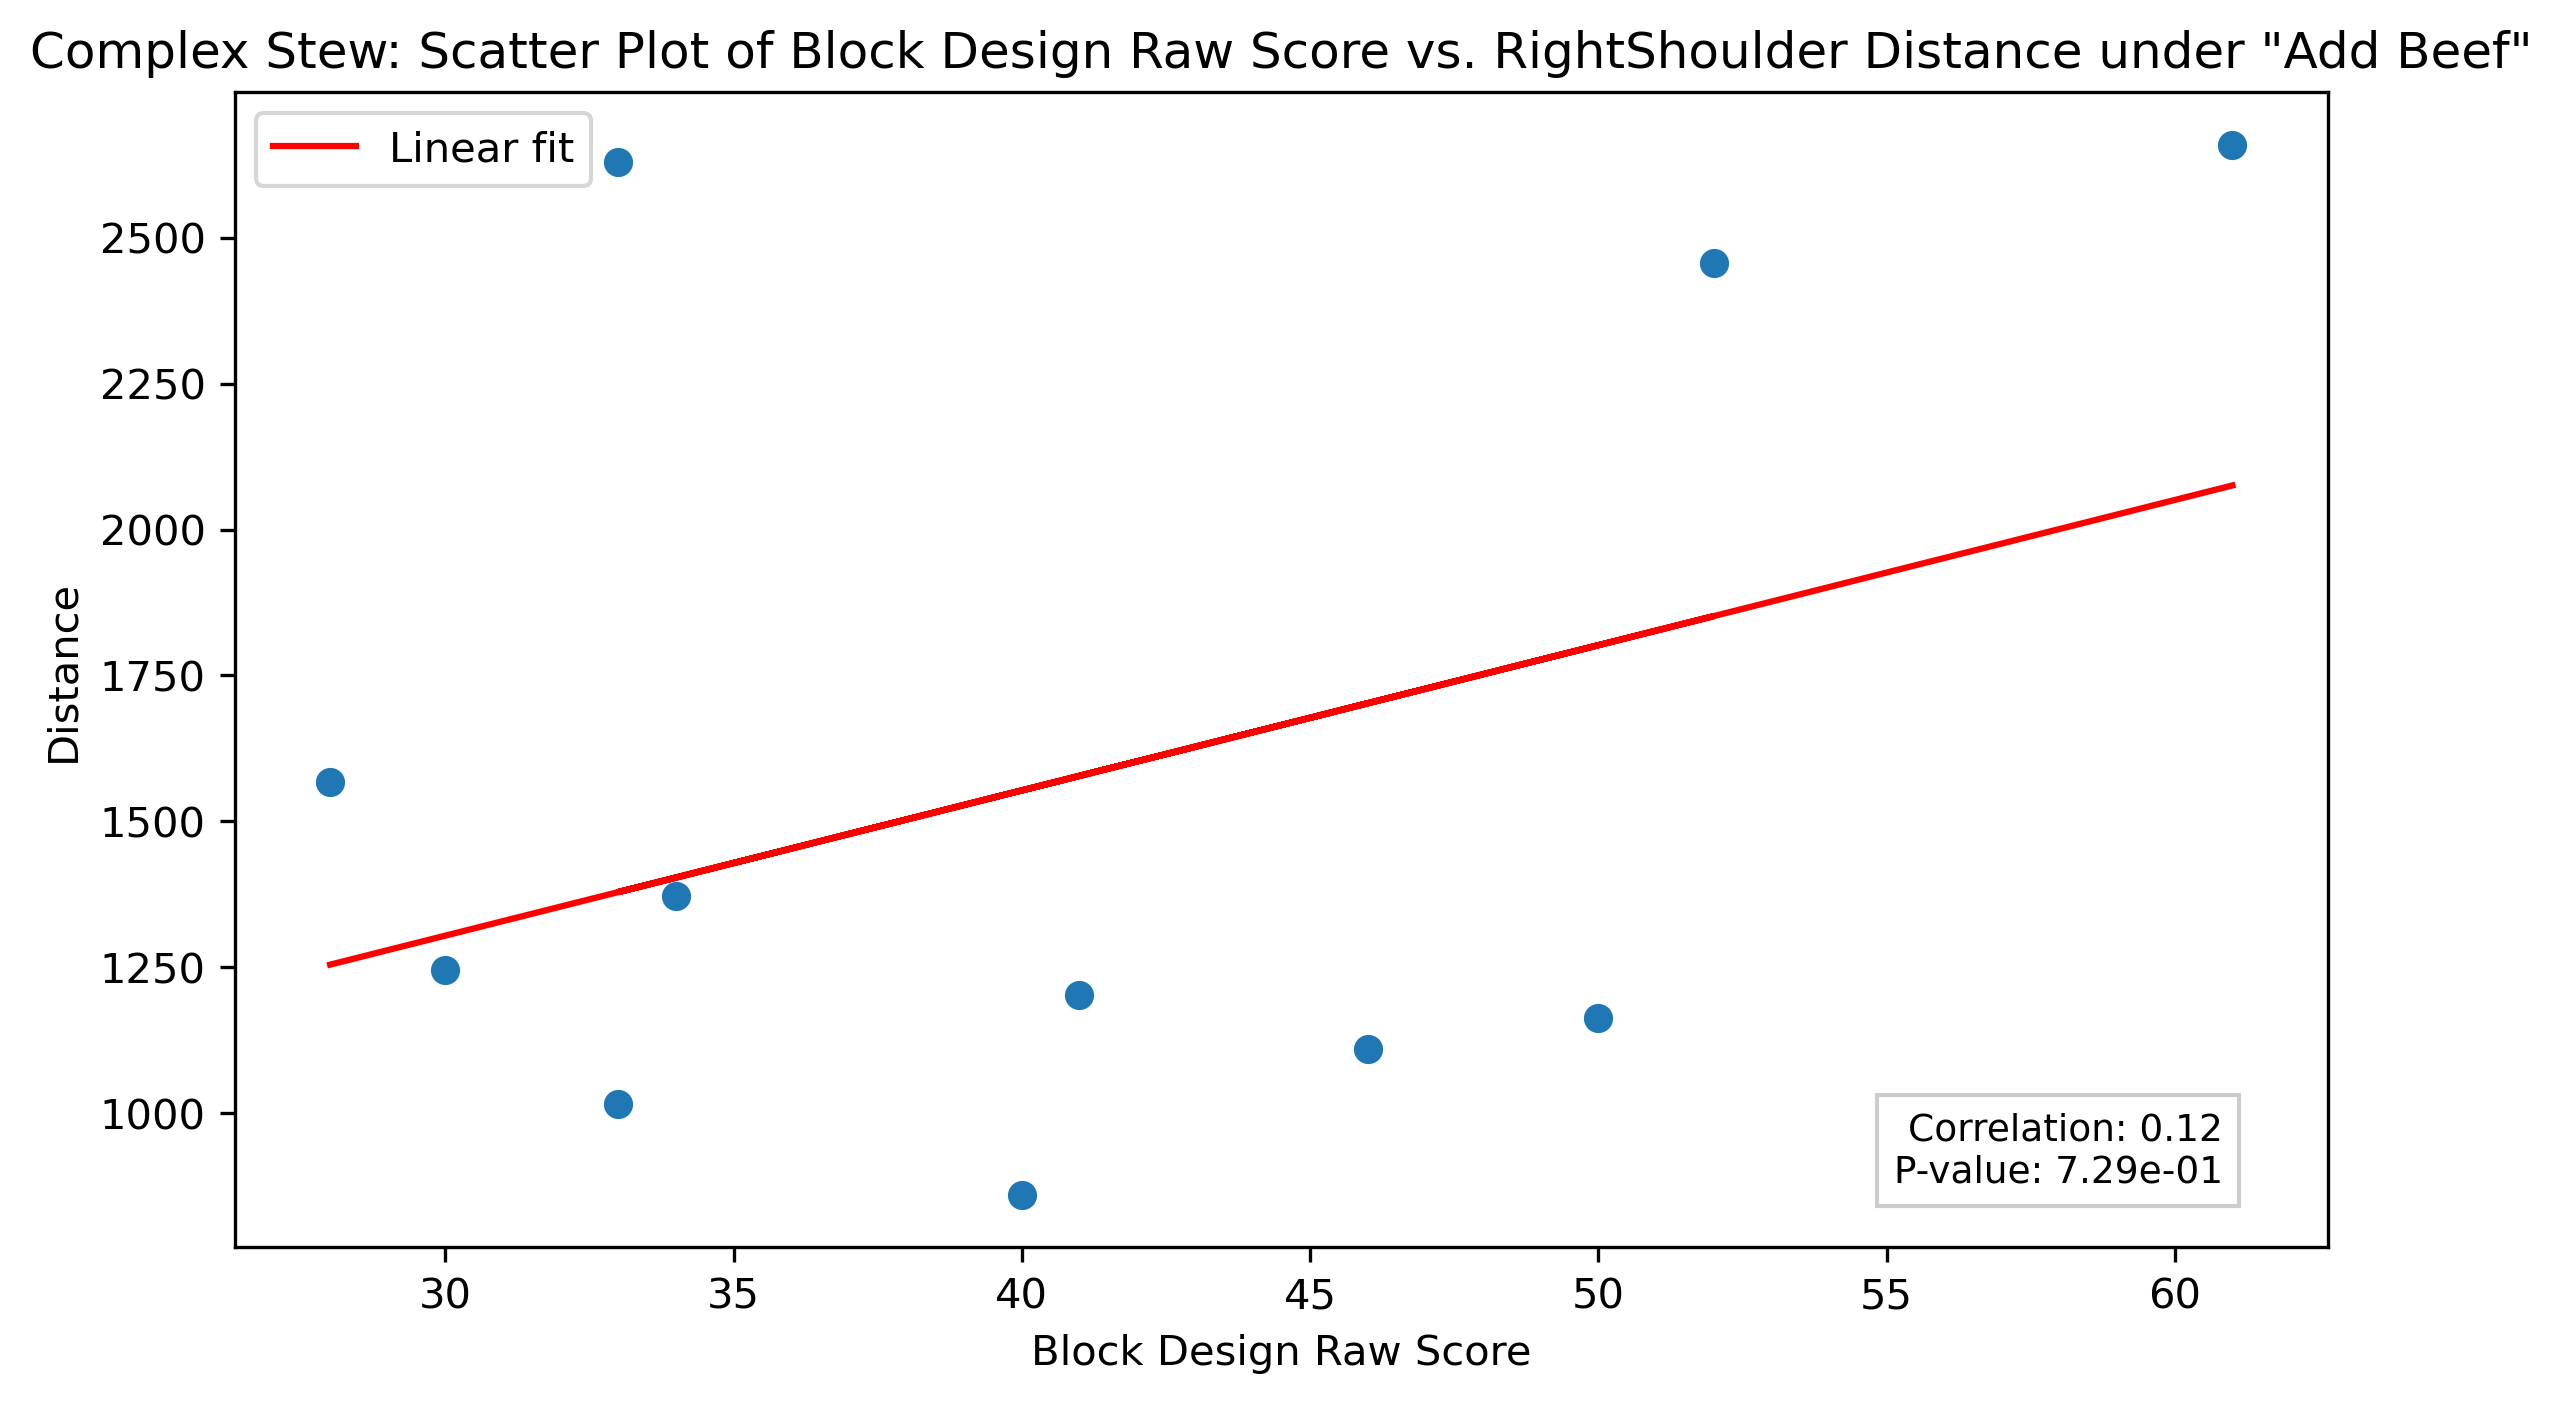 Complex Stew: Scatter Plot of Block Design Raw Score vs. RightShoulder Distance under "Add Beef"
Linear fit
2500
2250
2000
1750
1500
1250
1000
Distance
Correlation: 0.12
P-value: 7.29e-01
30 35 40 45 50 55 60
Block Design Raw Score